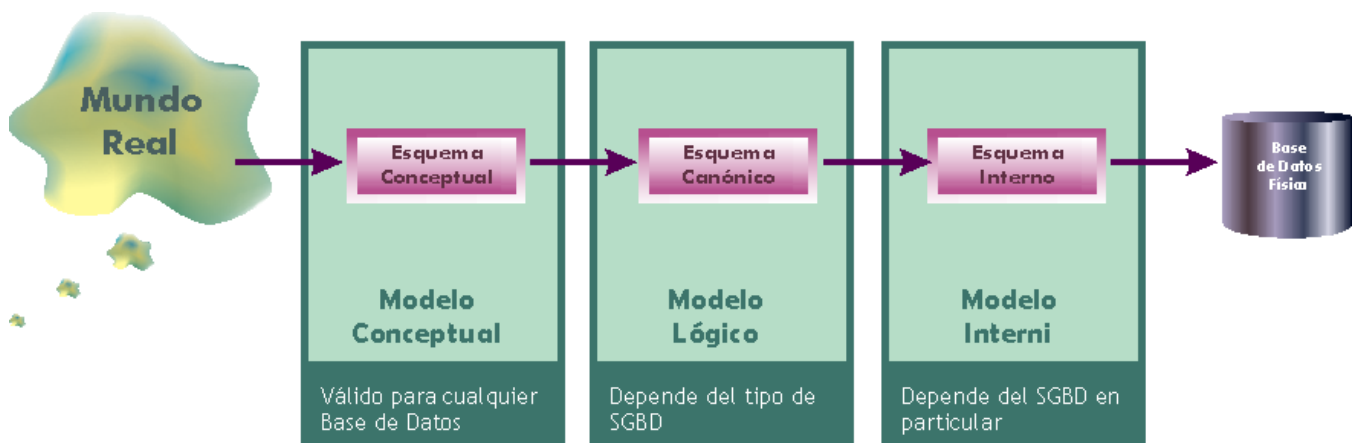 Mundo
Real
Esquema
Conceptual
Modelo
Conceptual
Válido para cualquier
Base de Datos
Esquema
Canónico
Modelo
Lógico
Depende del tipo de
SGBD
Esquema
Interno
Modelo
Interni
Depende del SGBD en
particular
Base
de Datos
Física